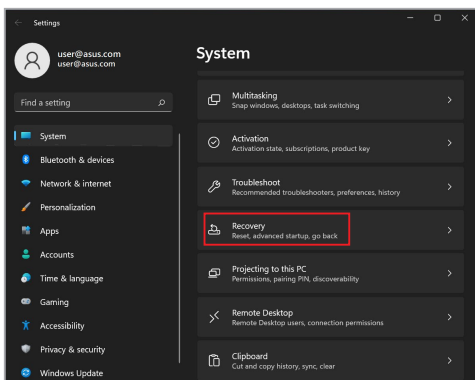 Settings
user@asus.com
user@asus.com
Find a setting
System
Bluetooth & devices
Network & internet
Personalization
Apps
Accounts
Time & language
Gaming
Accessibility
Privacy & security
Windows Update
System
Multitasking
Snap windows, desktops, task switching
Activation
Activation state, subscriptions, product key
Troubleshoot
Recommended troubleshooters, preferences, history
Recovery
Reset, advanced startup, go back
Projecting to this PC
Permissions, pairing PIN, discoverability
Remote Desktop
Remote Desktop users, connection permissions
Clipboard
Cut and copy history, sync, clear